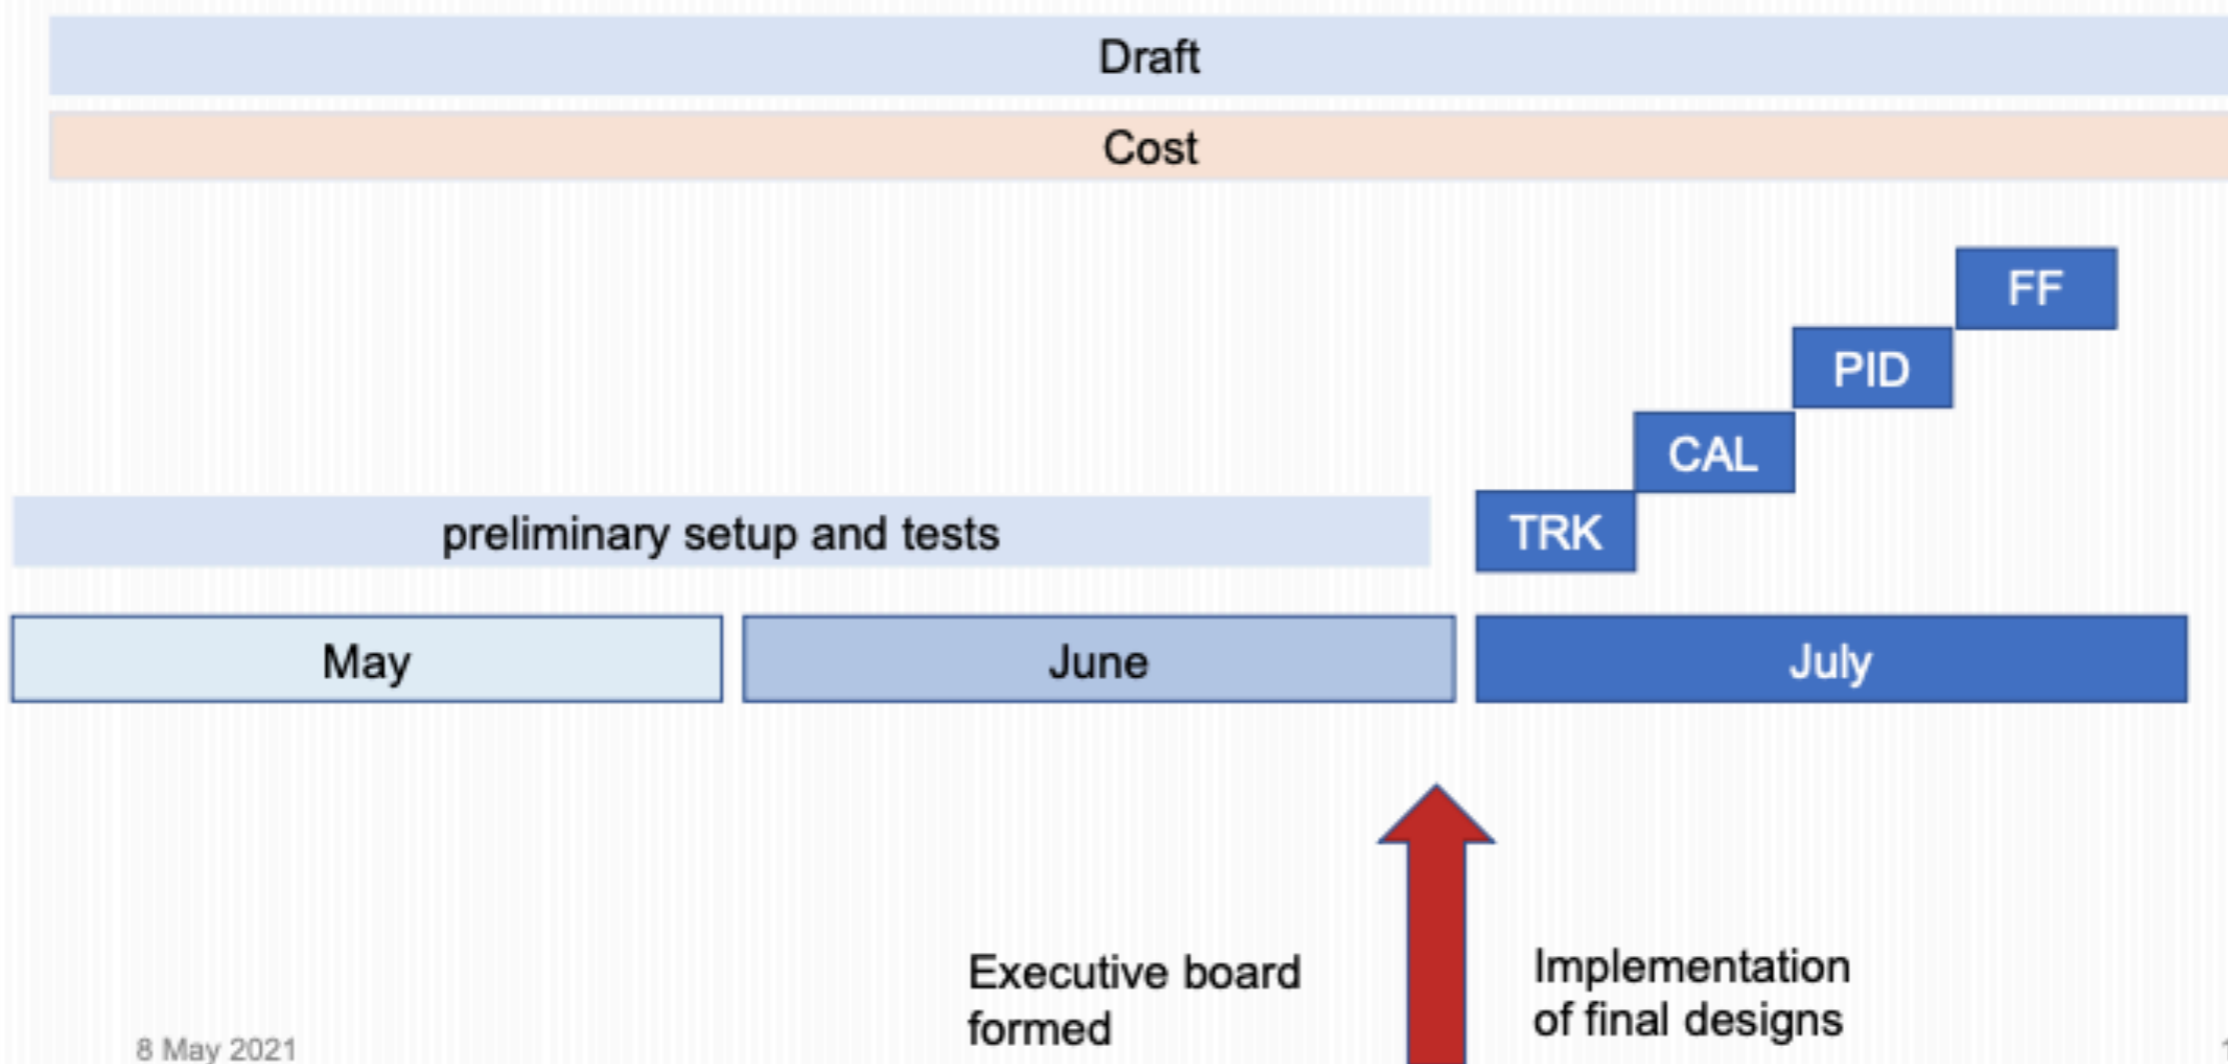 Draft
Cost
FF
PID
CAL
TRK
preliminary setup and tests
May
June
July
Executive board
formed
Implementation
of final designs
8 May 2021